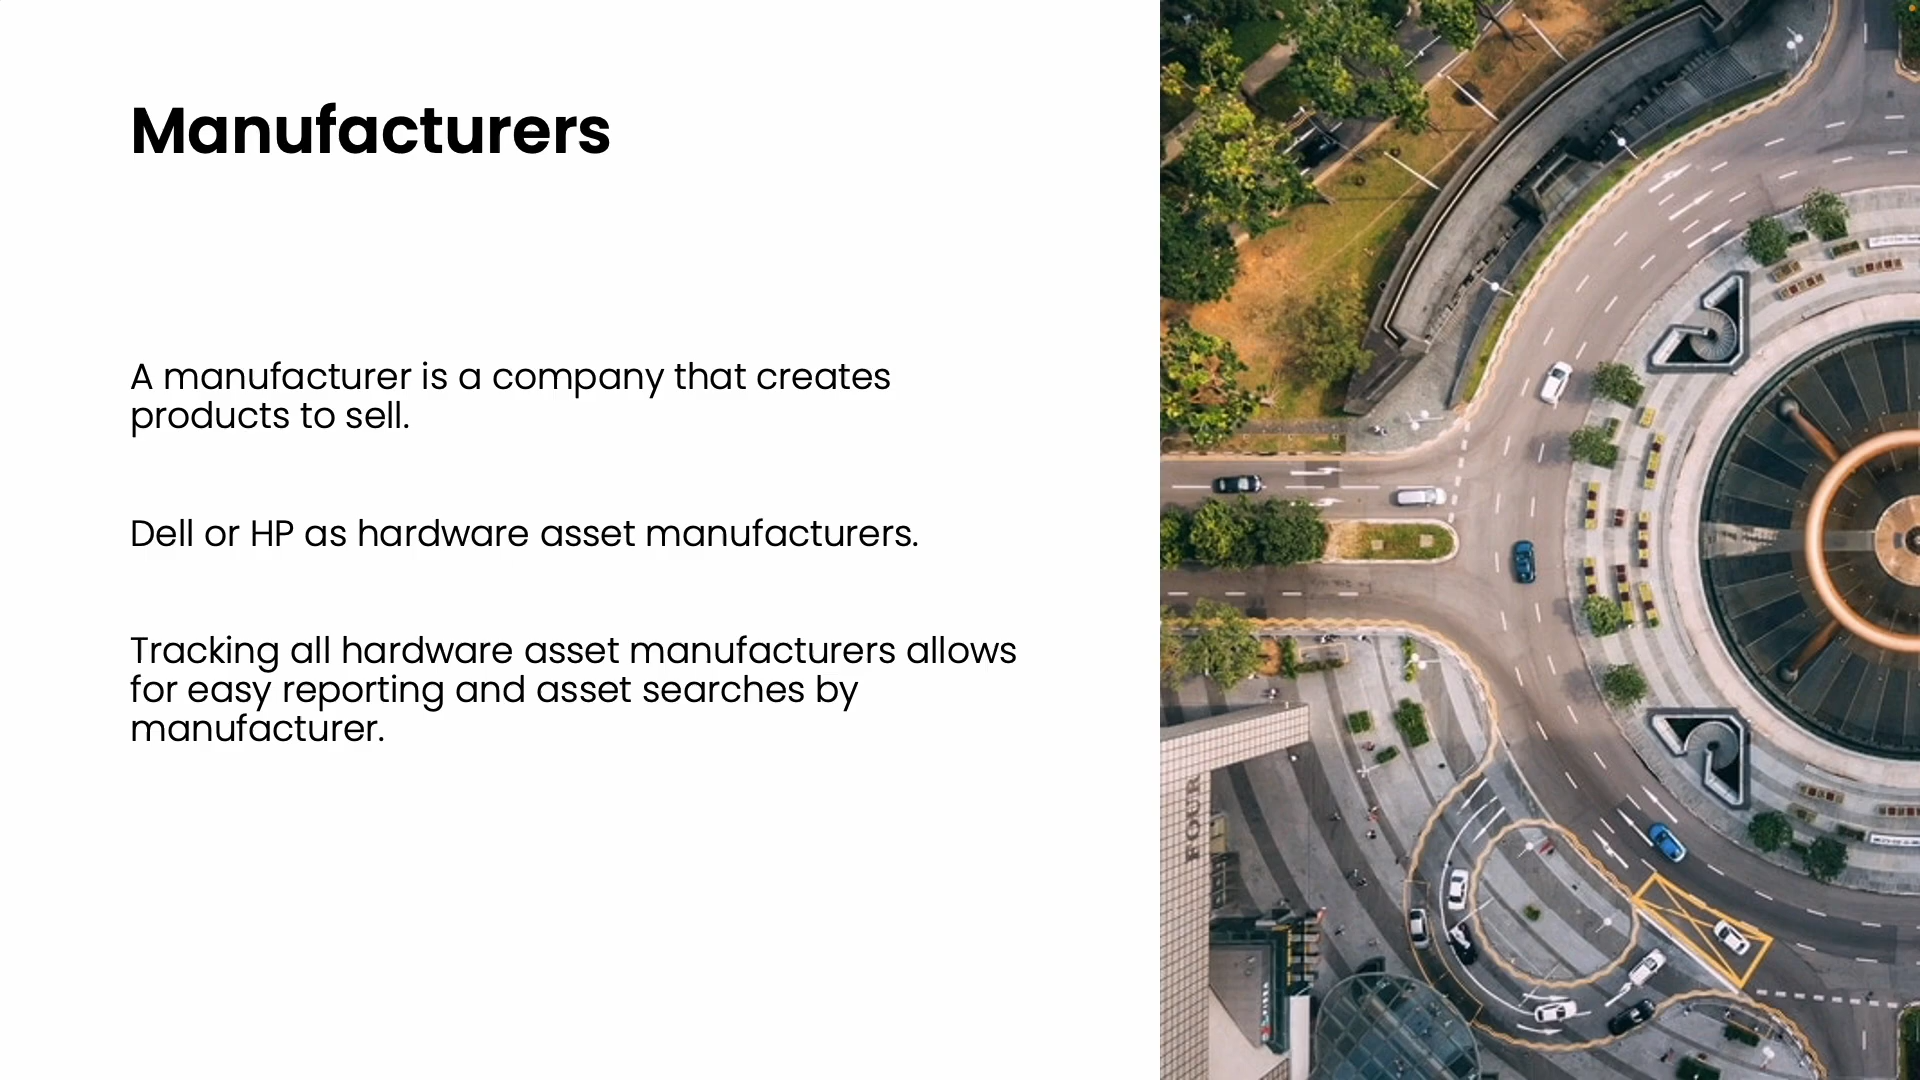 Manufacturers
A manufacturer is a company that creates
products to sell.
Dell or HP as hardware asset manufacturers.
Tracking all hardware asset manufacturers allows
for easy reporting and asset searches by
manufacturer.
FOUR